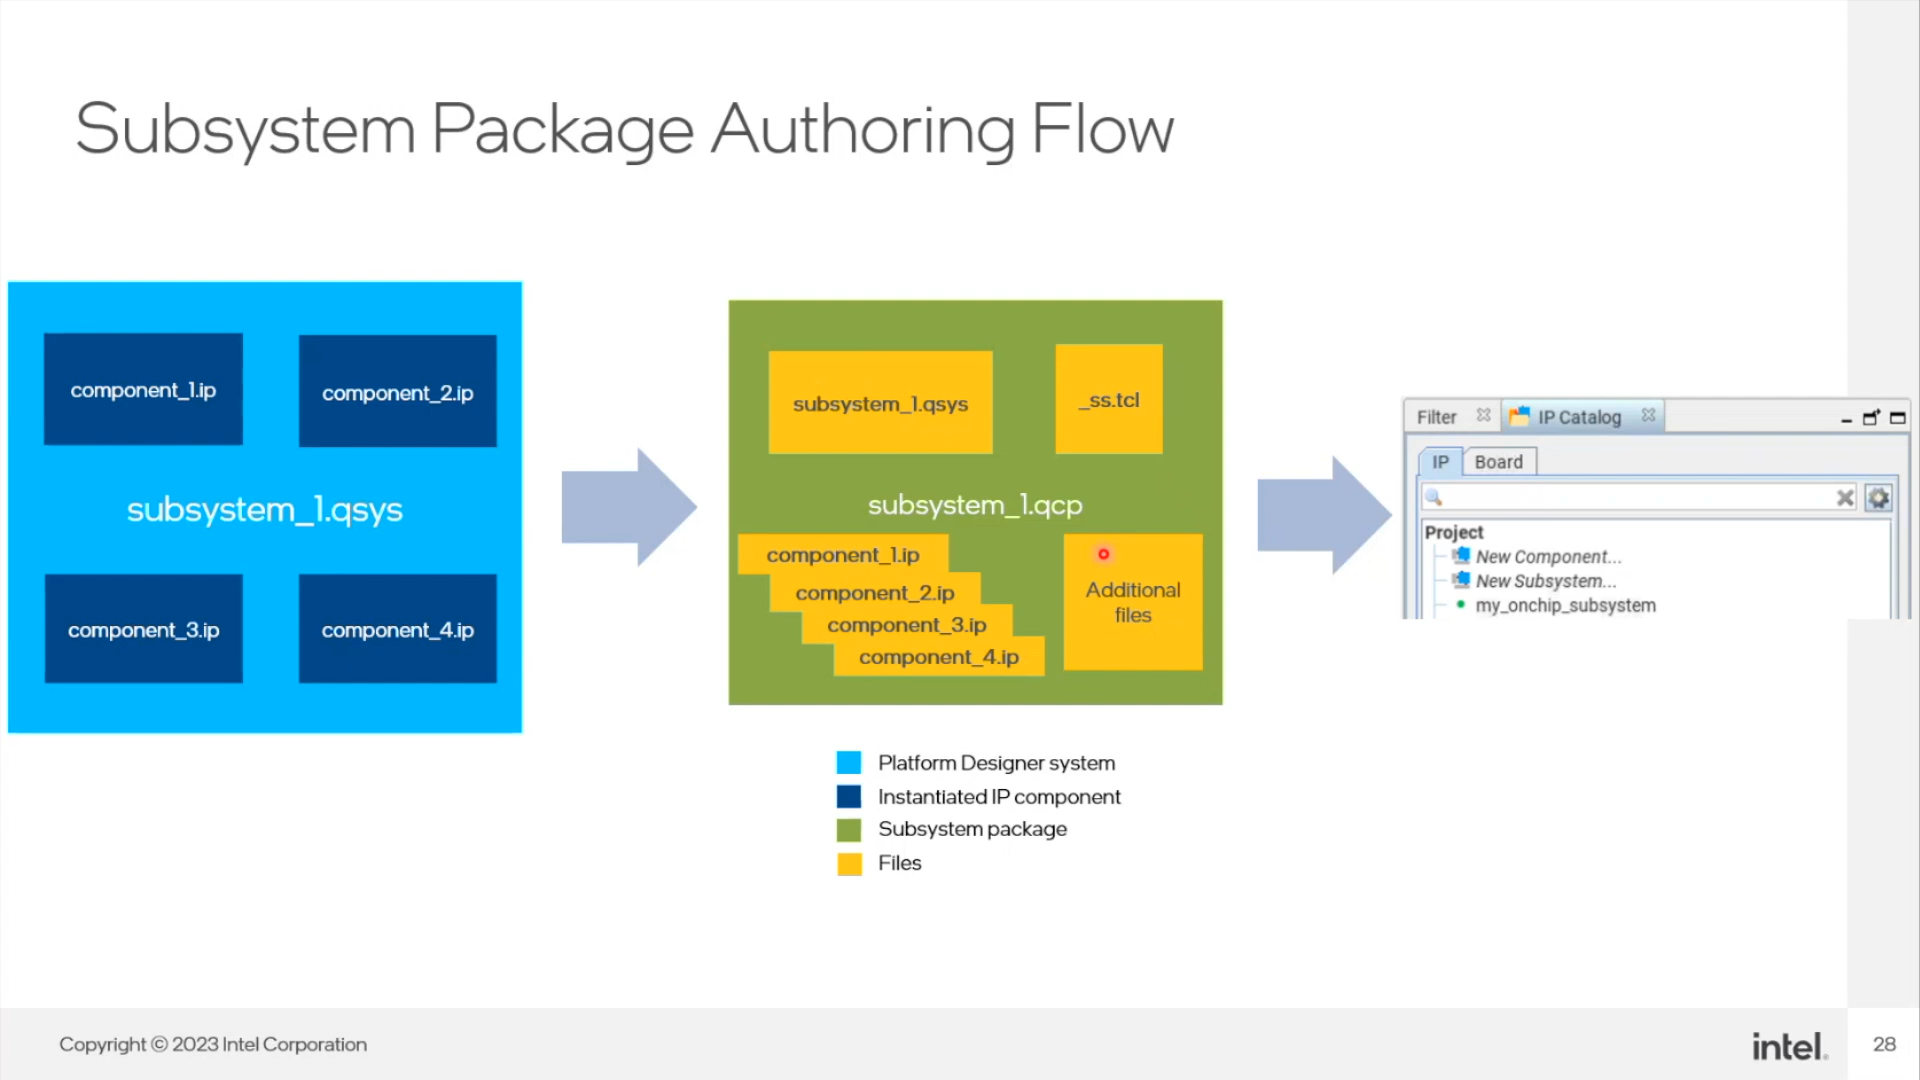 Subsystem Package Authoring Flow
component_1.ip
component_2.ip
subsystem_1.qsys
component_3.ip
component_4.ip
subsystem_1.qsys
_ss.tcl
subsystem_1.qcp
component_1.ip
component_2.ip
component_3.ip
component_4.ip
Additional
files
Filter
IP Catalog
IP
Board
Project
New Component...
New Subsystem...
my_onchip_subsystem
Platform Designer system
Instantiated IP component
Subsystem package
Files
Copyright © 2023 Intel Corporation
intel.
28